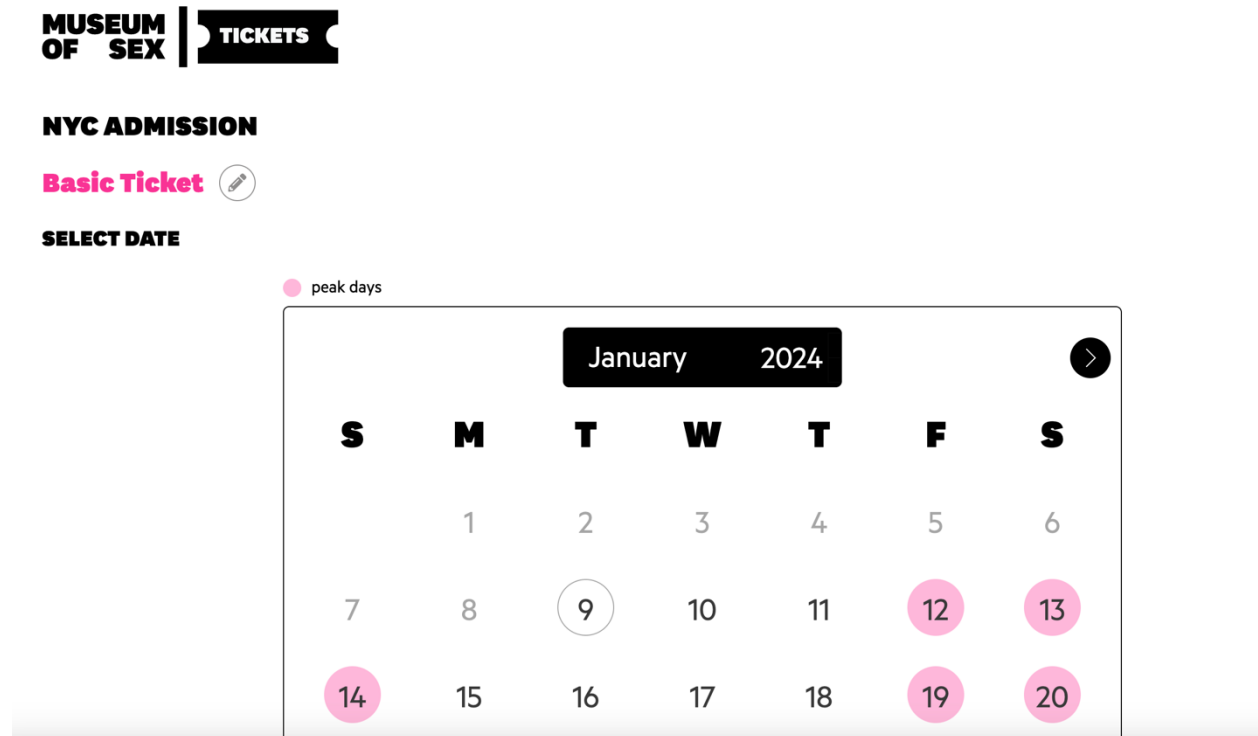 MUSEUM
OF SEX
TICKETS
NYC ADMISSION
Basic Ticket
SELECT DATE
peak days
January 2024
S M T W T F S
1 2 3 4 5 6
7 8 9 10 11 12 13
14 15 16 17 18 19 20